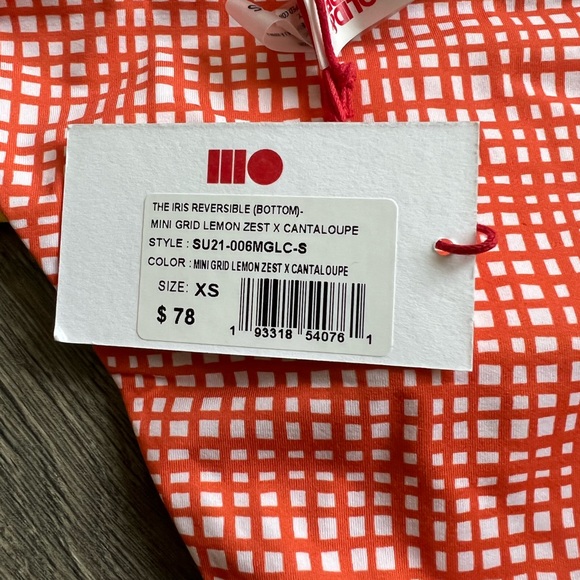 THE IRIS REVERSIBLE (BOTTOM)-
MINI GRID LEMON ZEST X CANTALOUPE
STYLE : SU21-006MGLC-S
COLOR : MINI GRID LEMON ZEST X CANTALOUPE
SIZE: XS
$ 78
1 93318 54076 1